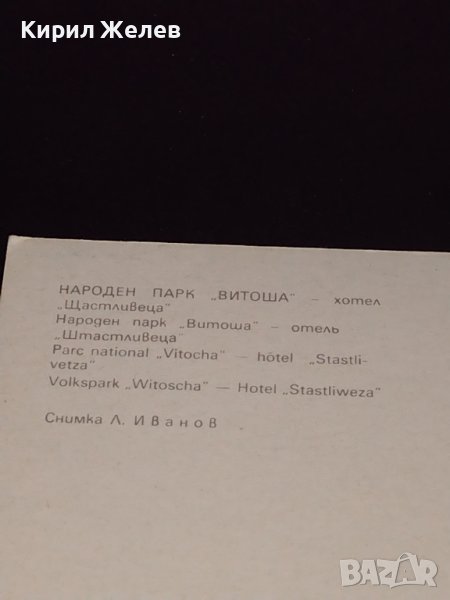 Кирил Желев
НАРОДЕН ПАРК „ВИТОША" – хотел
„Щастливеца"
Народен парк „Витоша" – отель
„Штастливеца"
Parc national „Vitocha" – hôtel „Stastli-
vetza"
Volkspark „Witoscha" – Hotel „Stastliweza"
Снимка Л. Иванов
BAZAR